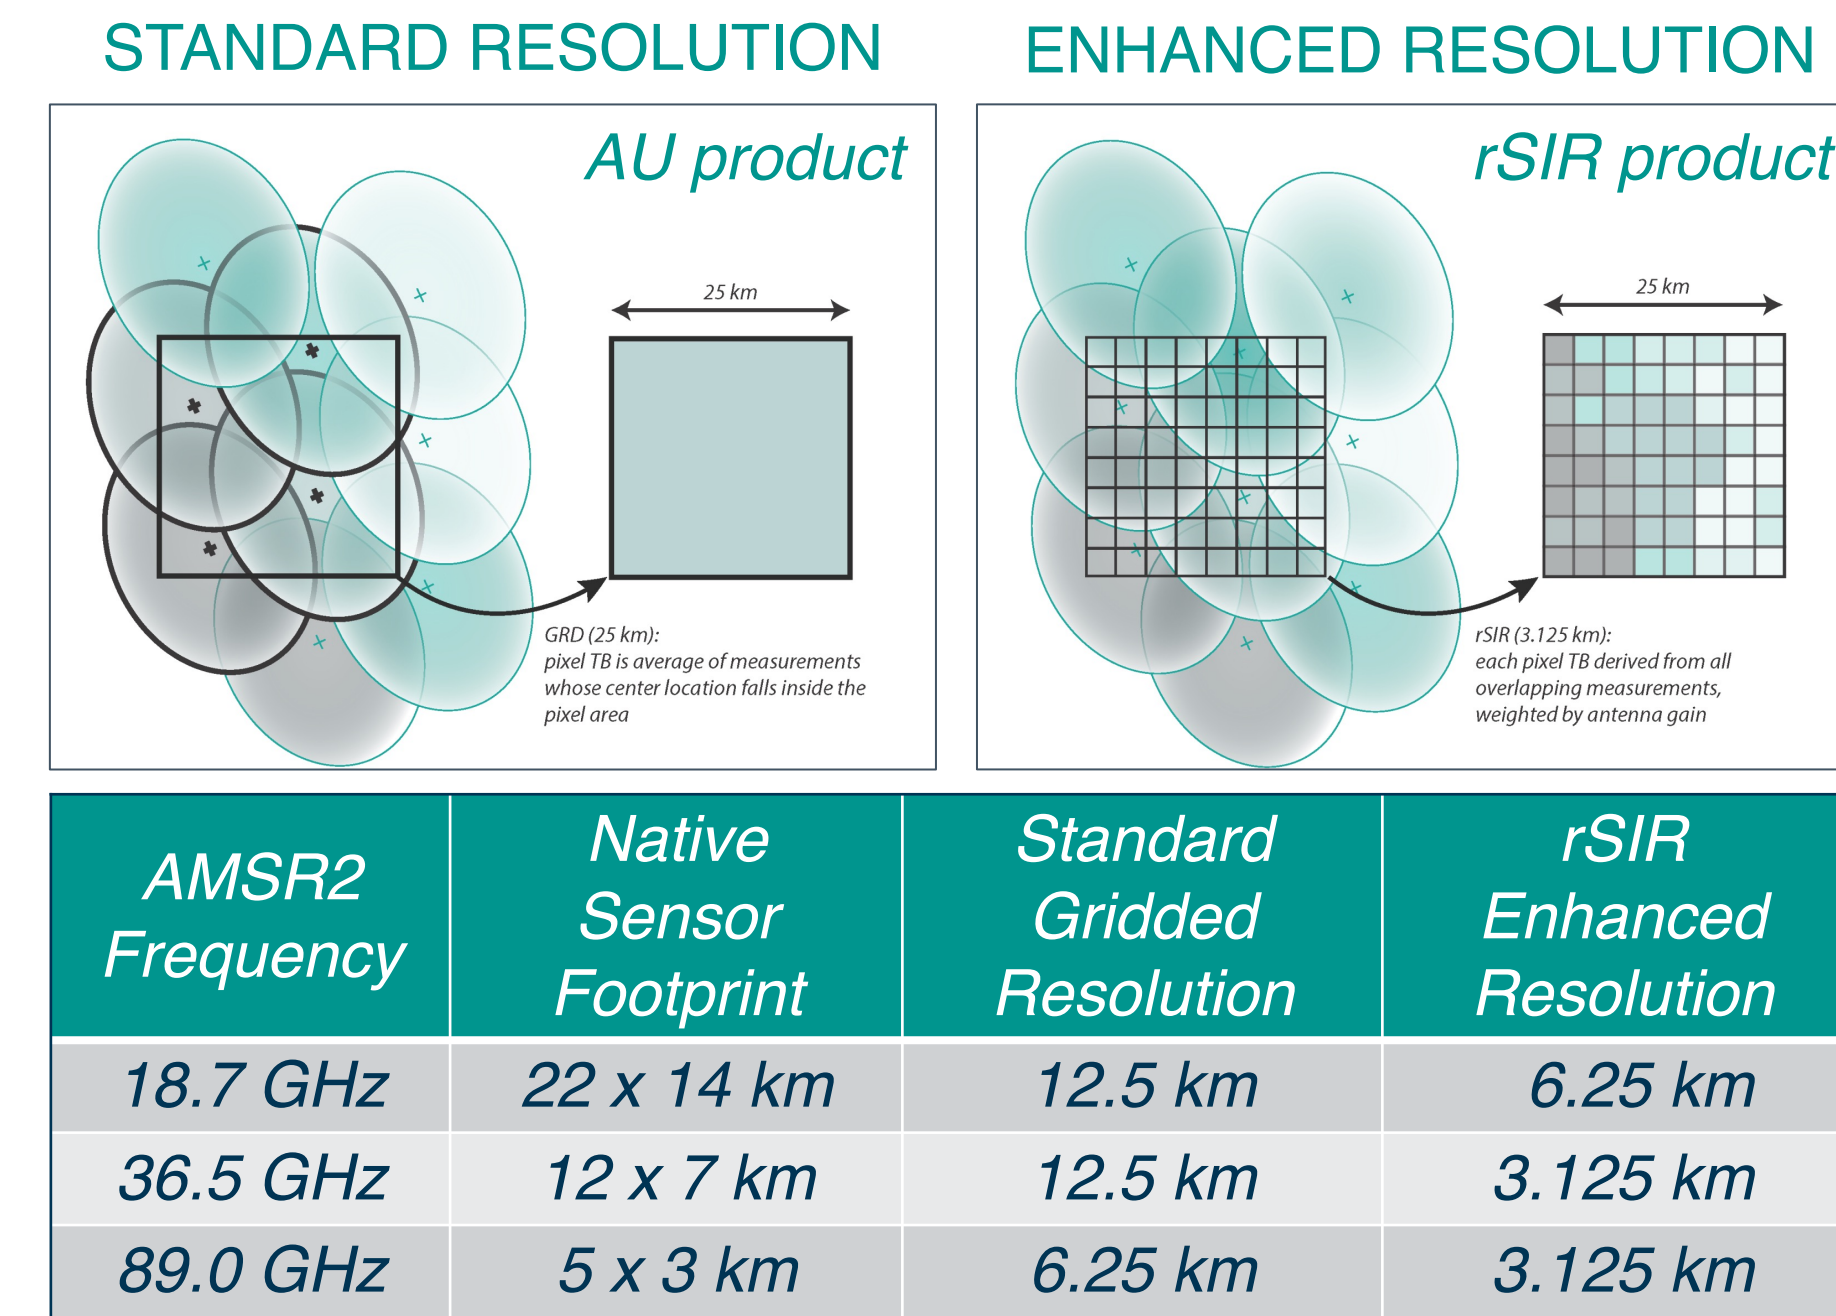 STANDARD RESOLUTION
ENHANCED RESOLUTION
AU product
25 km
GRD (25 km):
pixel TB is average of measurements
whose center location falls inside the
pixel area
rSIR product
25 km
rSIR (3.125 km):
each pixel TB derived from all
overlapping measurements,
weighted by antenna gain
AMSR2
Frequency
Native
Sensor
Footprint
Standard
Gridded
Resolution
rSIR
Enhanced
Resolution
18.7 GHz 22 x 14 km 12.5 km 6.25 km
36.5 GHz 12 x 7 km 12.5 km 3.125 km
89.0 GHz 5 x 3 km 6.25 km 3.125 km